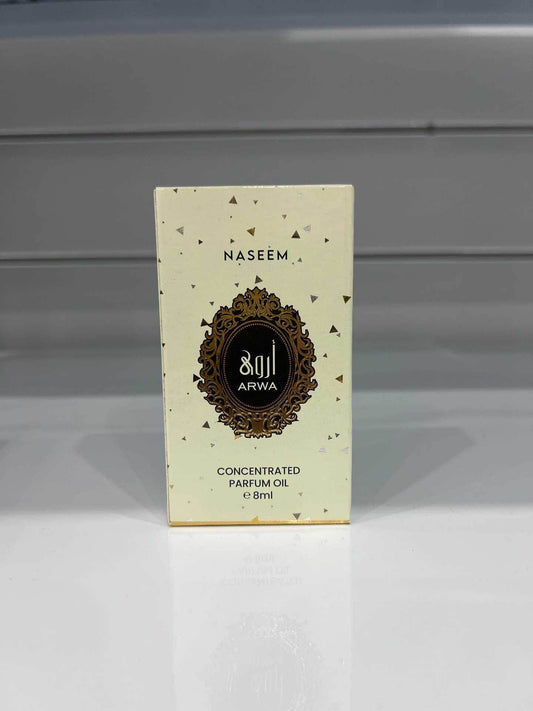 NASEEM
أروى
ARWA
CONCENTRATED
PARFUM OIL
℮ 8ml